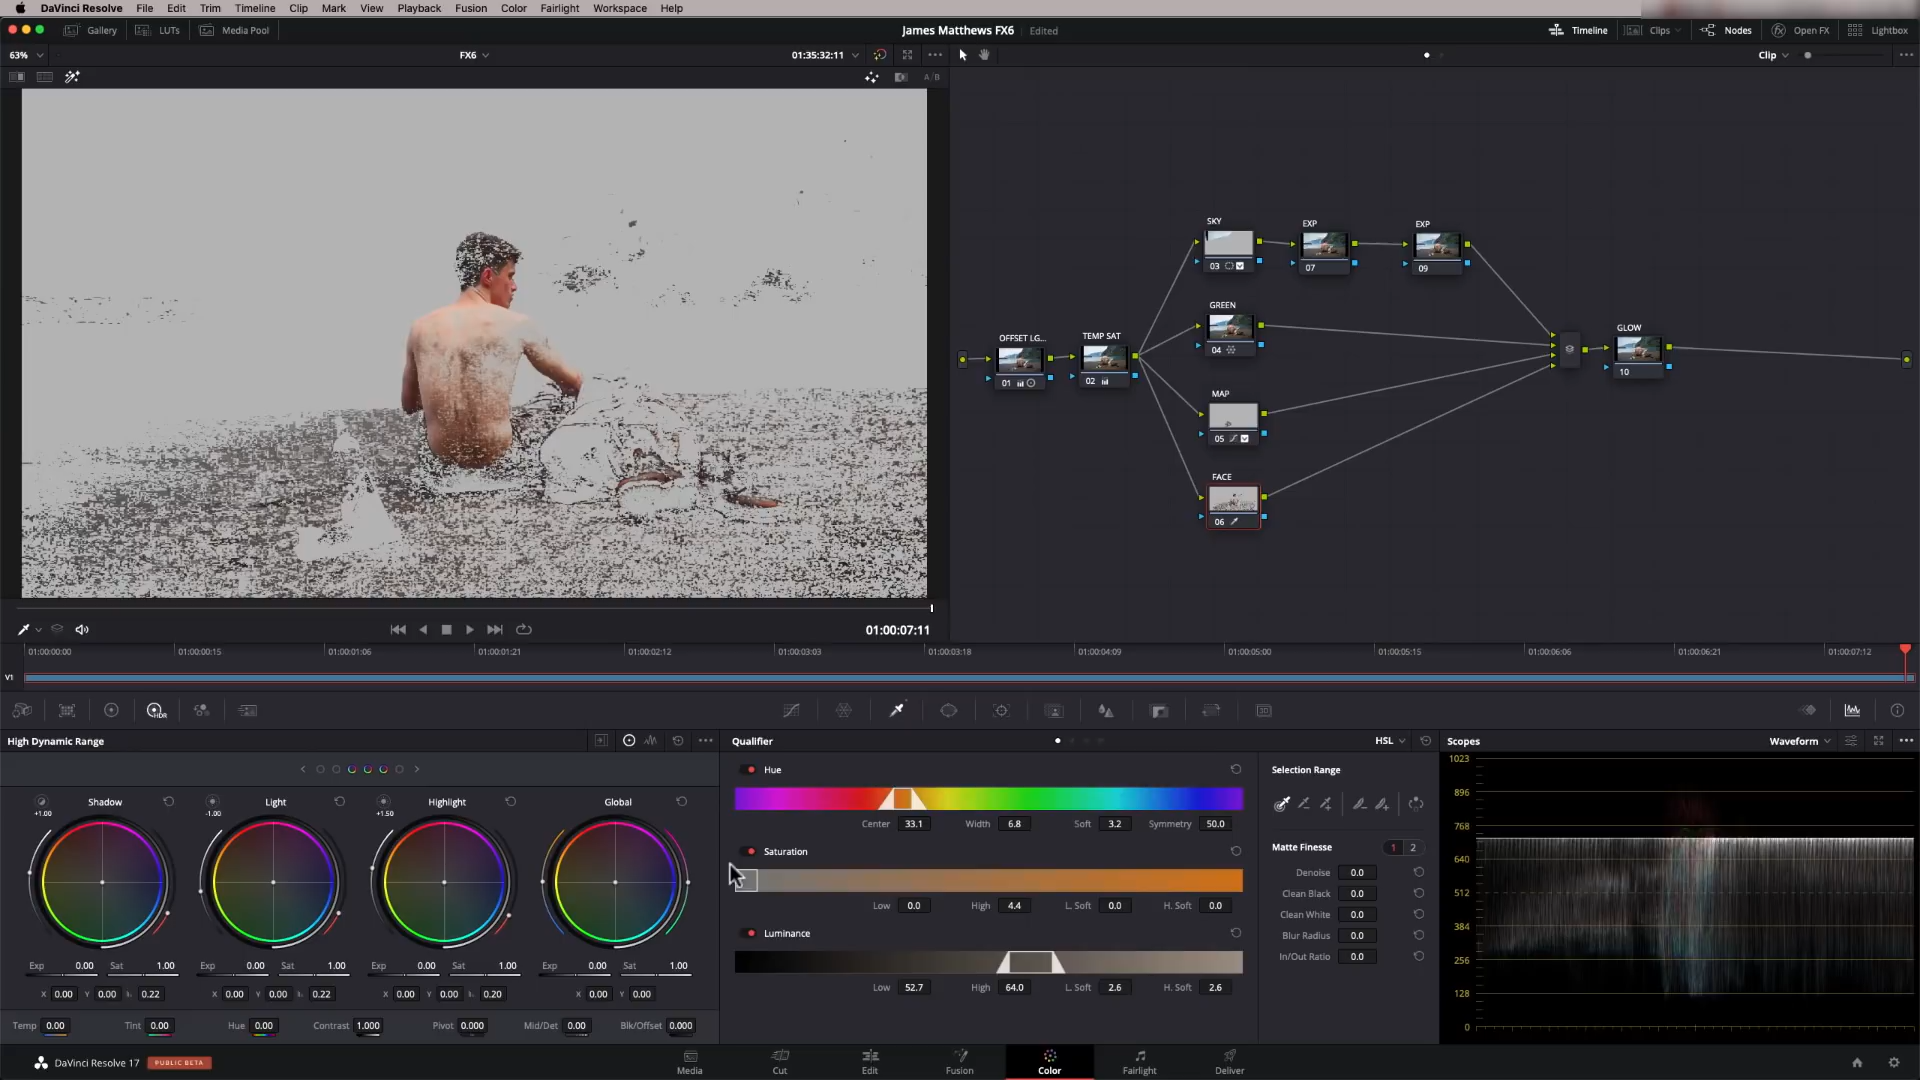 DaVinci Resolve File Edit Trim Timeline Clip Mark View Playback Fusion Color Fairlight Workspace Help
Gallery LUTs Media Pool James Matthews FX6 Edited Timeline Clips Nodes Open FX Lightbox
63% FX6 01:35:32:11 Clip
A/B
SKY EXP EXP
03 07 09
GREEN
04
OFFSET LG... TEMP SAT GLOW
01 02 10
MAP
05
FACE
06
01:00:07:11
01:00:00:00 01:00:00:15 01:00:01:06 01:00:01:21 01:00:02:12 01:00:03:03 01:00:03:18 01:00:04:09 01:00:05:00 01:00:05:15 01:00:06:06 01:00:06:21 01:00:07:12
V1
HDR 3D
High Dynamic Range Qualifier HSL Scopes Waveform
Shadow Light Highlight Global
+1.00 -1.00 +1.50
Exp 0.00 Sat 1.00 Exp 0.00 Sat 1.00 Exp 0.00 Sat 1.00 Exp 0.00 Sat 1.00
X 0.00 Y 0.00 0.22 X 0.00 Y 0.00 0.22 X 0.00 Y 0.00 0.20 X 0.00 Y 0.00
Temp 0.00 Tint 0.00 Hue 0.00 Contrast 1.000 Pivot 0.000 Mid/Det 0.00 Blk/Offset 0.000
Hue
Center 33.1 Width 6.8 Soft 3.2 Symmetry 50.0
Saturation
Low 0.0 High 4.4 L. Soft 0.0 H. Soft 0.0
Luminance
Low 52.7 High 64.0 L. Soft 2.6 H. Soft 2.6
Selection Range
Matte Finesse 1 2
Denoise 0.0
Clean Black 0.0
Clean White 0.0
Blur Radius 0.0
In/Out Ratio 0.0
1023
896
768
640
512
384
256
128
0
DaVinci Resolve 17 PUBLIC BETA Media Cut Edit Fusion Color Fairlight Deliver